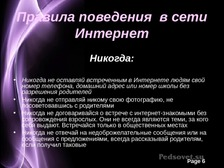 Правила поведения в сети
Интернет
Никогда:
Никогда не оставляй встреченным в Интернете людям свой
номер телефона, домашний адрес или номер школы без
разрешения родителей
Никогда не отправляй никому свою фотографию, не
посоветовавшись с родителями
Никогда не договаривайся о встрече с интернет-знакомыми без
сопровождения взрослых. Они не всегда являются теми, за кого
себя выдают. Встречайся только в общественных местах
никогда не отвечай на недоброжелательные сообщения или на
сообщения с предложениями, всегда рассказывай родителям,
если получил таковые
Page 6
Pedsovet.su